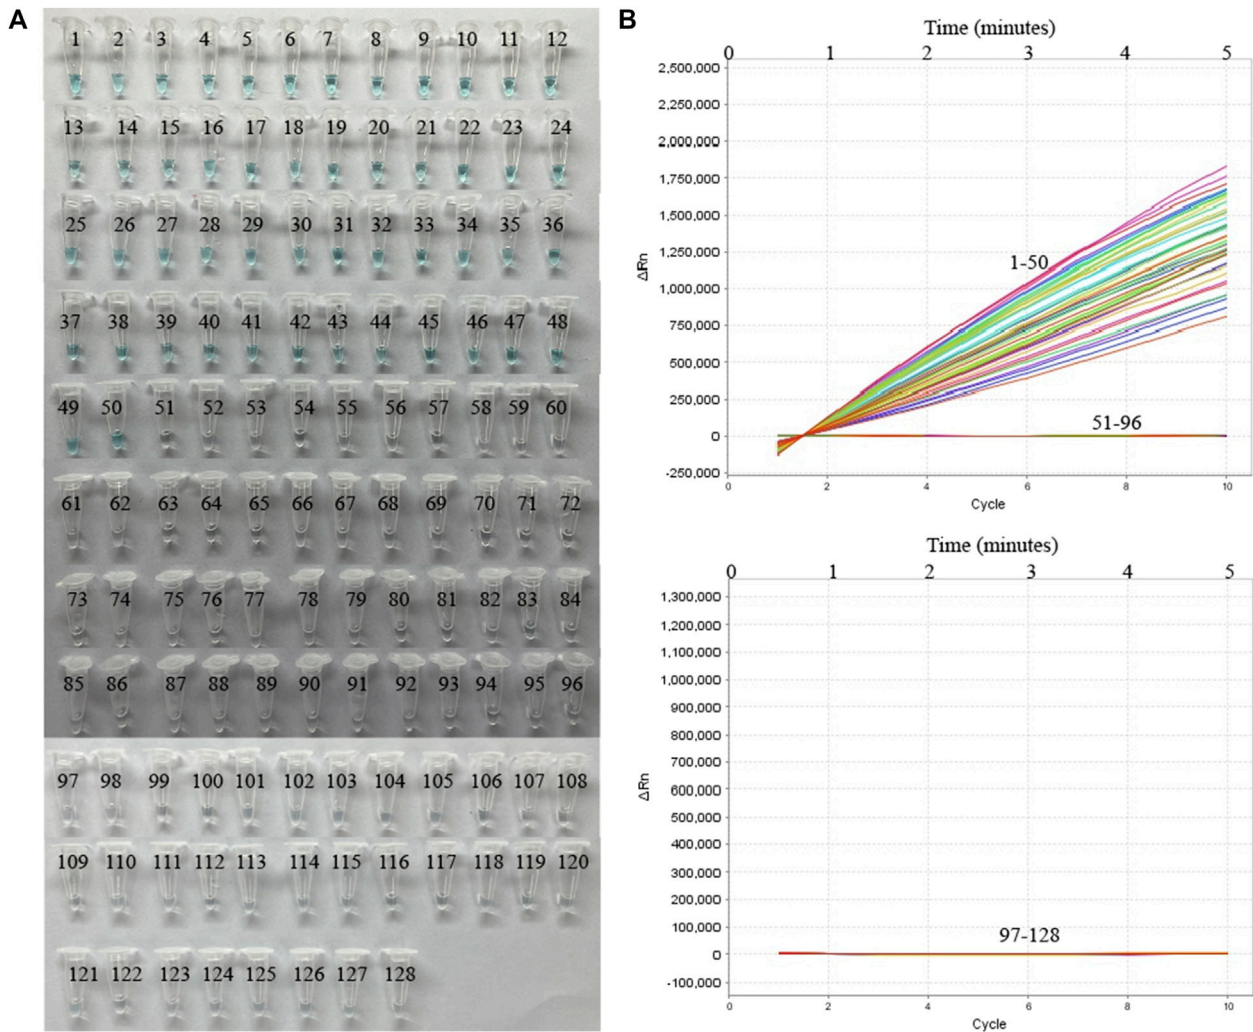 A
1 2 3 4 5 6 7 8 9 10 11 12
13 14 15 16 17 18 19 20 21 22 23 24
25 26 27 28 29 30 31 32 33 34 35 36
37 38 39 40 41 42 43 44 45 46 47 48
49 50 51 52 53 54 55 56 57 58 59 60
61 62 63 64 65 66 67 68 69 70 71 72
73 74 75 76 77 78 79 80 81 82 83 84
85 86 87 88 89 90 91 92 93 94 95 96
97 98 99 100 101 102 103 104 105 106 107 108
109 110 111 112 113 114 115 116 117 118 119 120
121 122 123 124 125 126 127 128
B
Time (minutes)
0 1 2 3 4 5
2,500,000
2,250,000
2,000,000
1,750,000
1,500,000
1,250,000
1,000,000
750,000
500,000
250,000
0
-250,000
ΔRn
1-50
51-96
0 2 4 6 8 10
Cycle
Time (minutes)
0 1 2 3 4 5
1,300,000
1,200,000
1,100,000
1,000,000
900,000
800,000
700,000
600,000
500,000
400,000
300,000
200,000
100,000
0
-100,000
ΔRn
97-128
0 2 4 6 8 10
Cycle